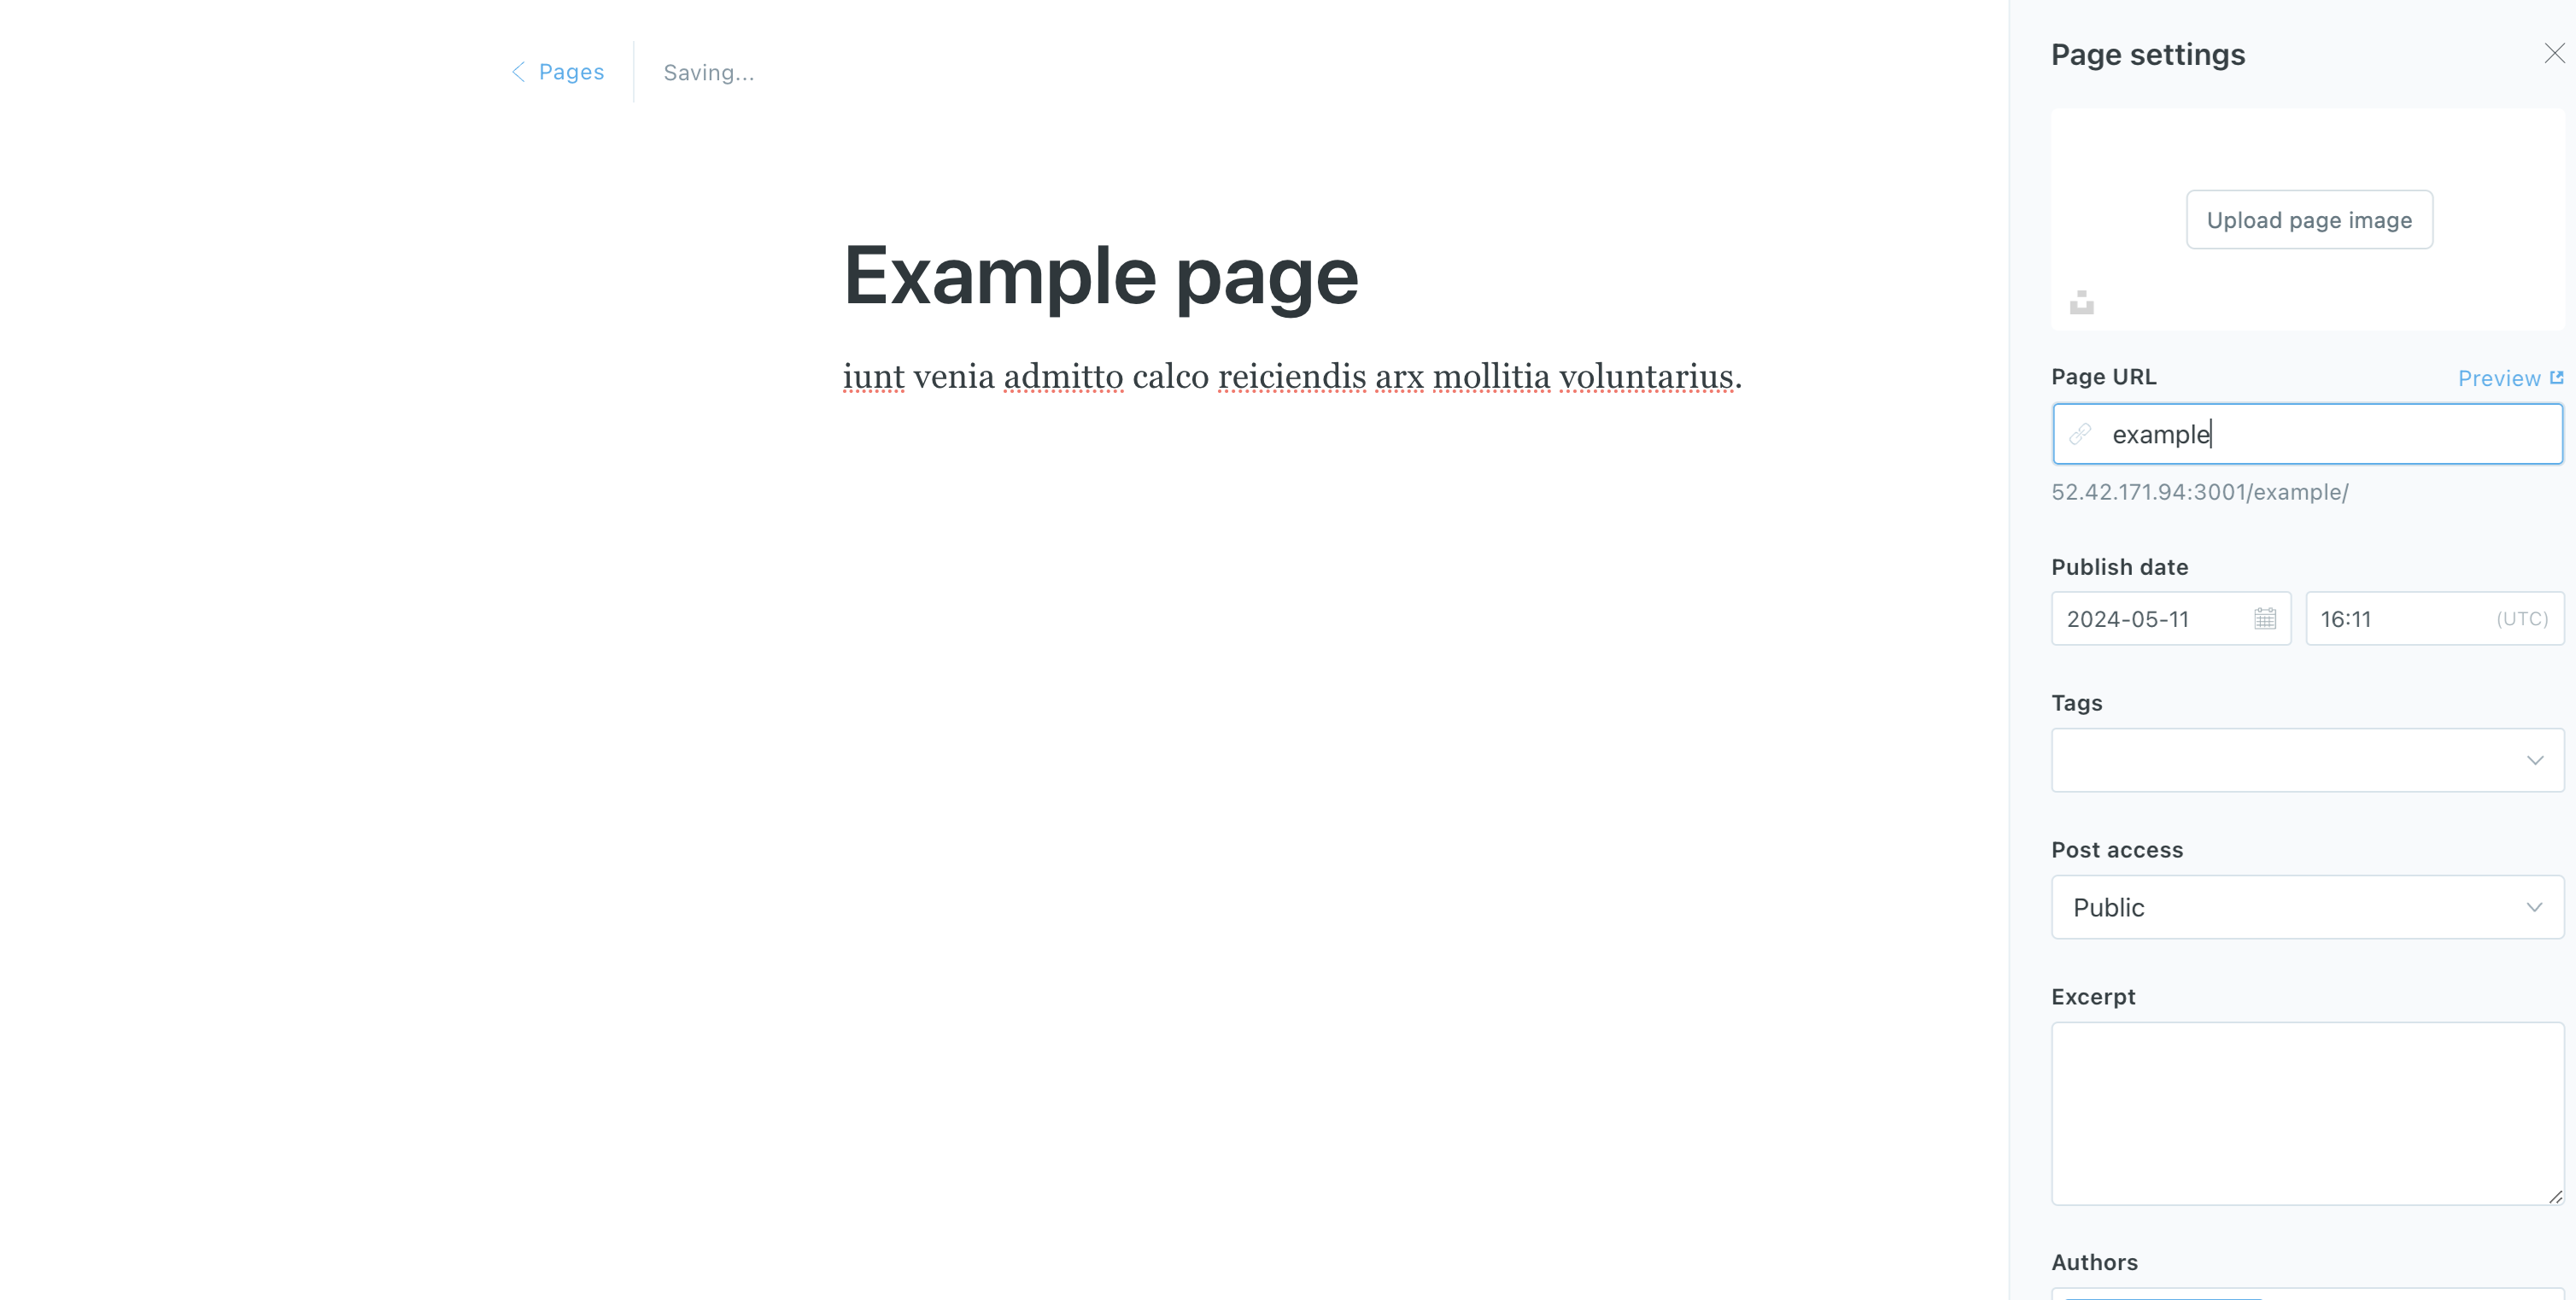 Pages
Saving...
Example page
iunt venia admitto calco reiciendis arx mollitia voluntarius.
Page settings
Upload page image
Page URL
Preview
example
52.42.171.94:3001/example/
Publish date
2024-05-11
16:11
(UTC)
Tags
Post access
Public
Excerpt
Authors